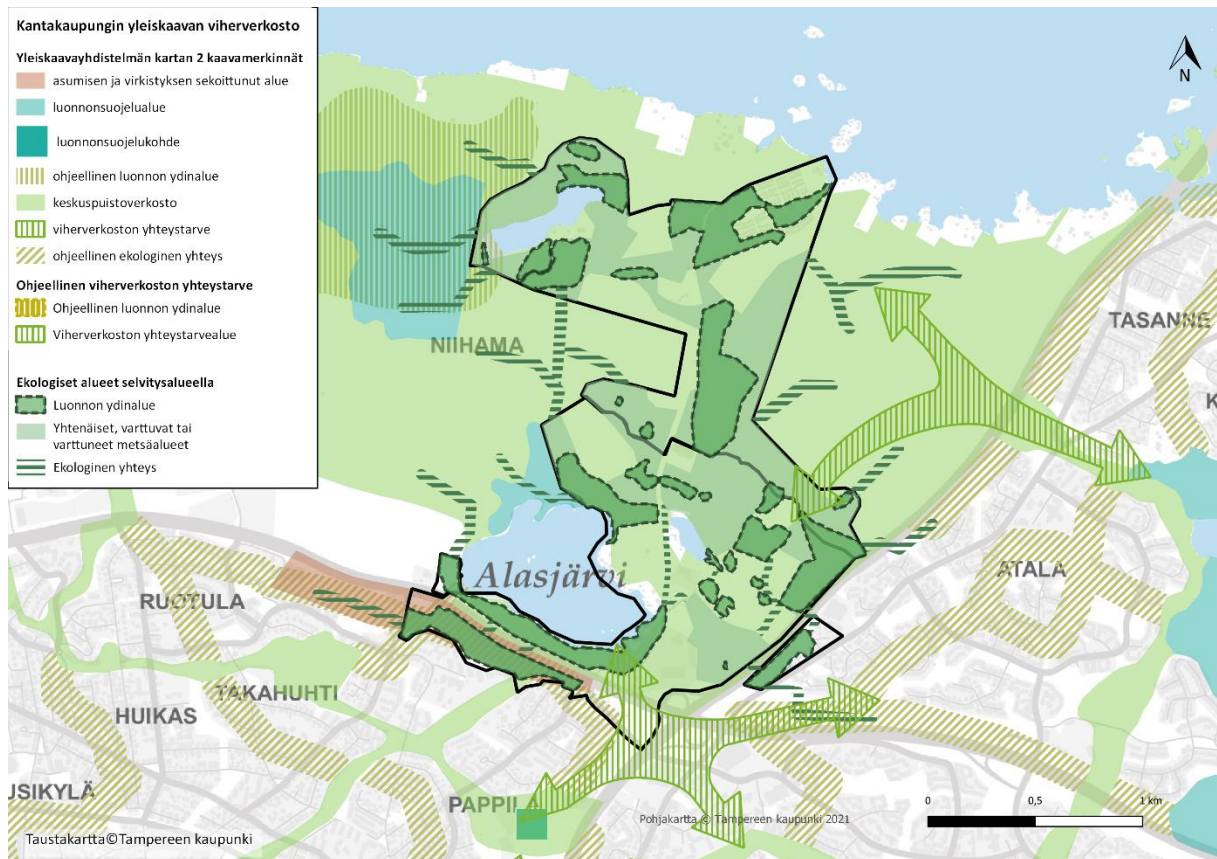 Kantakaupungin yleiskaavan viherverkosto
Yleiskaavayhdistelmän kartan 2 kaavamerkinnät
asumisen ja virkistyksen sekoittunut alue
luonnonsuojelualue
luonnonsuojelukohde
ohjeellinen luonnon ydinalue
keskuspuistoverkosto
viherverkoston yhteystarve
ohjeellinen ekologinen yhteys
Ohjeellinen viherverkoston yhteystarve
Ohjeellinen luonnon ydinalue
Viherverkoston yhteystarvealue
Ekologiset alueet selvitysalueella
Luonnon ydinalue
Yhtenäiset, varttuvat tai
varttuneet metsäalueet
Ekologinen yhteys
N
TASANNE
K
NIIHAMA
Alasjärvi
ATALA
RUOTULA
TAKAHUHTI
HUIKAS
USIKYLÄ
PAPPILA
0 0,5 1 km
Pohjakartta © Tampereen kaupunki 2021
Taustakartta©Tampereen kaupunki